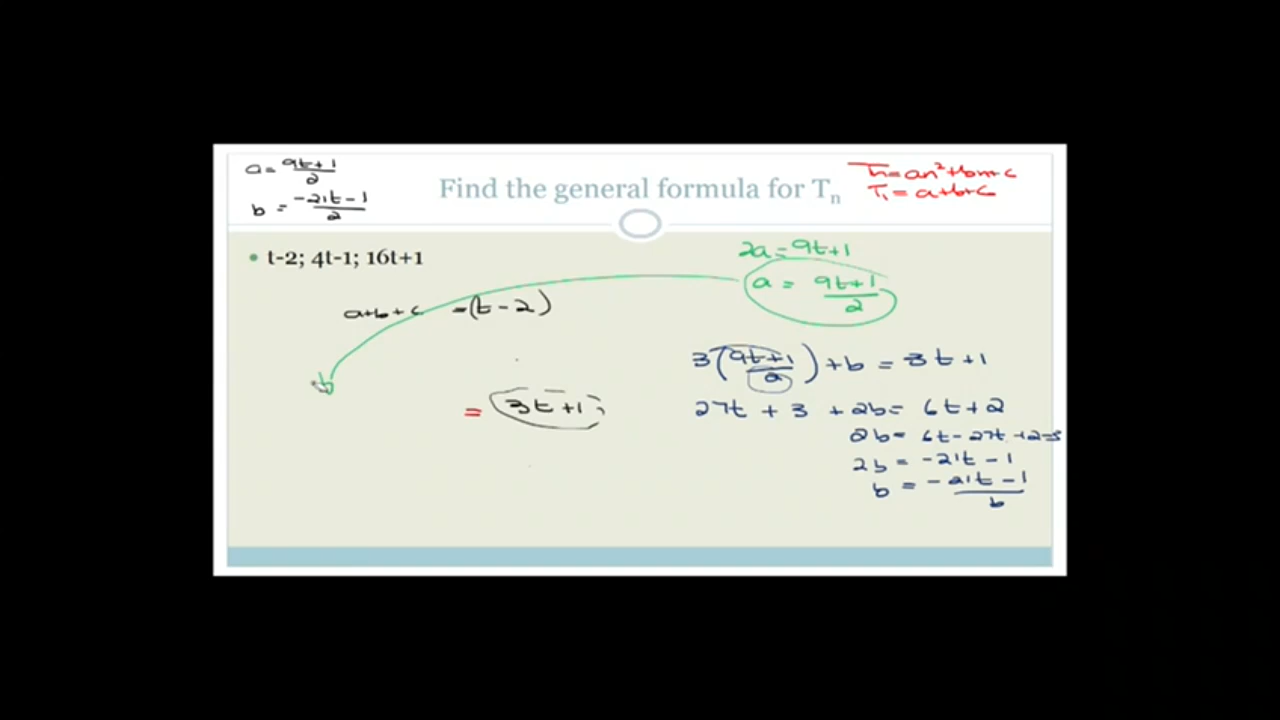 a = 9t+1/2
b = -21t-1/2
Find the general formula for Tn
Tn = an²+bn+c
T1 = a+b+c
• t-2; 4t-1; 16t+1
2a = 9t+1
a = 9t+1/2
a+b+c = (t-2)
3(9t+1/2)+b = 3t+1
b
= 3t+1;
27t + 3 + 2b = 6t+2
2b = 6t-27t+2-3
2b = -21t-1
b = -21t-1/b